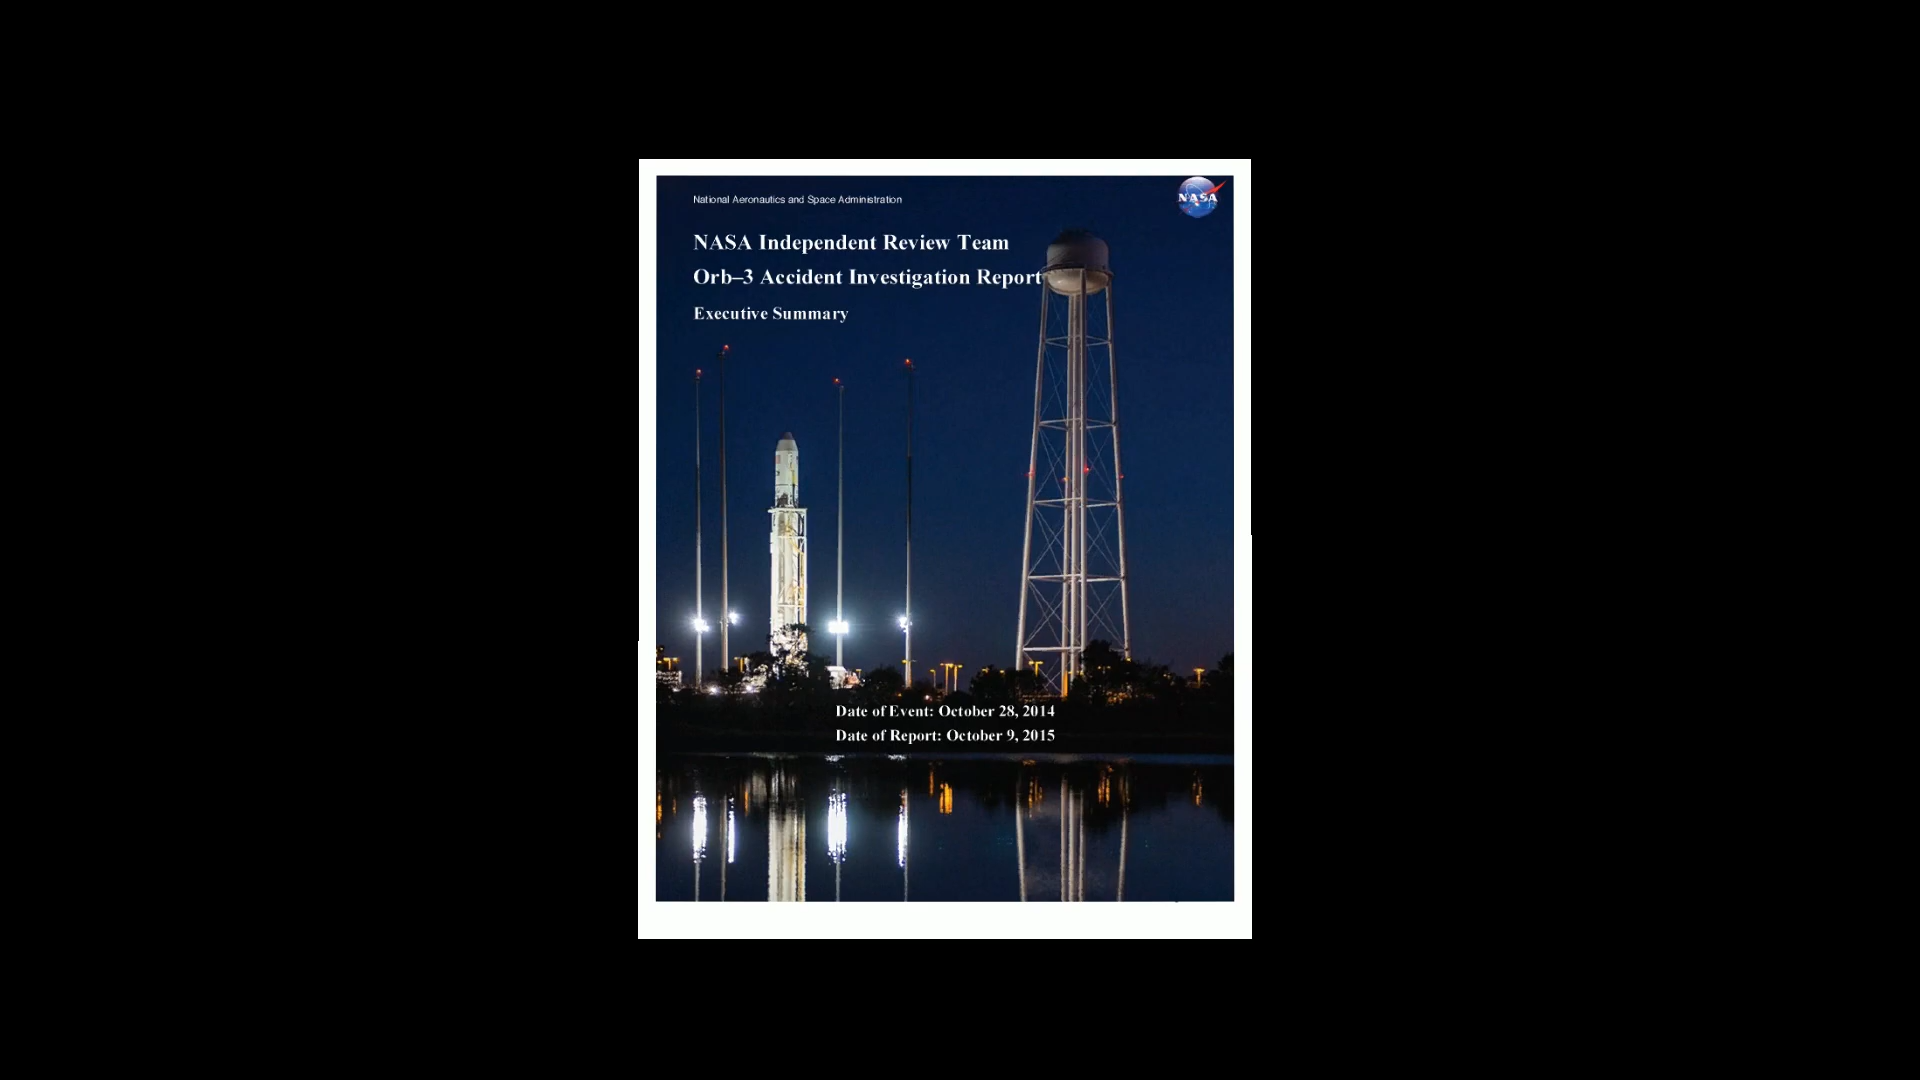 National Aeronautics and Space Administration
NASA
NASA Independent Review Team
Orb–3 Accident Investigation Report
Executive Summary
Date of Event: October 28, 2014
Date of Report: October 9, 2015